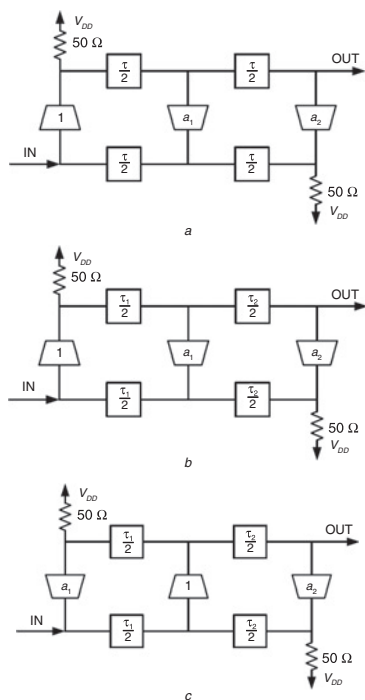 V_DD
50 Ω
τ/2
τ/2
OUT
1
a_1
a_2
IN
τ/2
τ/2
50 Ω
V_DD
a
V_DD
50 Ω
τ_1/2
τ_2/2
OUT
1
a_1
a_2
IN
τ_1/2
τ_2/2
50 Ω
V_DD
b
V_DD
50 Ω
τ_1/2
τ_2/2
OUT
a_1
1
a_2
IN
τ_1/2
τ_2/2
50 Ω
V_DD
c